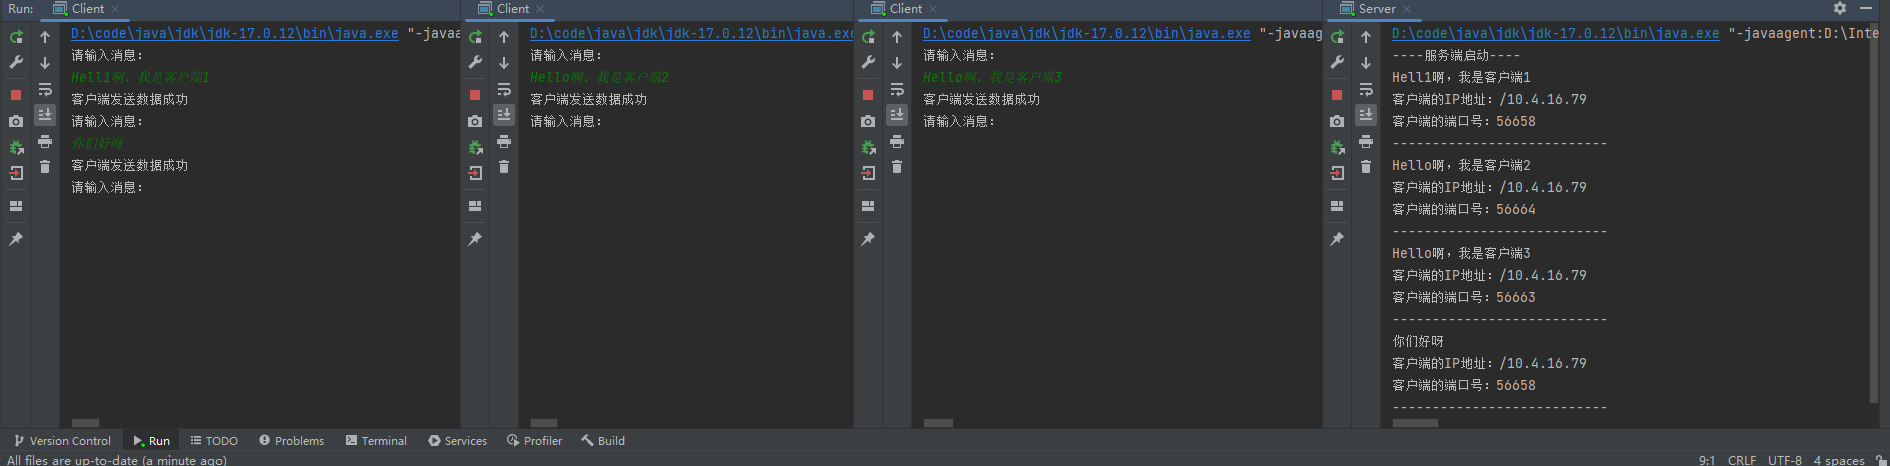 Run: Client Client Client Server
D:\code\java\jdk\jdk-17.0.12\bin\java.exe "-javaa
请输入消息:
Hell1啊，我是客户端1
客户端发送数据成功
请输入消息:
你们好呀
客户端发送数据成功
请输入消息:
D:\code\java\jdk\jdk-17.0.12\bin\java.exe
请输入消息:
Hello啊，我是客户端2
客户端发送数据成功
请输入消息:
D:\code\java\jdk\jdk-17.0.12\bin\java.exe "-javaag
请输入消息:
Hello啊，我是客户端3
客户端发送数据成功
请输入消息:
D:\code\java\jdk\jdk-17.0.12\bin\java.exe "-javaagent:D:\Inte
----服务端启动----
Hell1啊，我是客户端1
客户端的IP地址：/10.4.16.79
客户端的端口号：56658
---------------------------
Hello啊，我是客户端2
客户端的IP地址：/10.4.16.79
客户端的端口号：56664
---------------------------
Hello啊，我是客户端3
客户端的IP地址：/10.4.16.79
客户端的端口号：56663
---------------------------
你们好呀
客户端的IP地址：/10.4.16.79
客户端的端口号：56658
---------------------------
Version Control Run TODO Problems Terminal Services Profiler Build
All files are up-to-date (a minute ago) 9:1 CRLF UTF-8 4 spaces